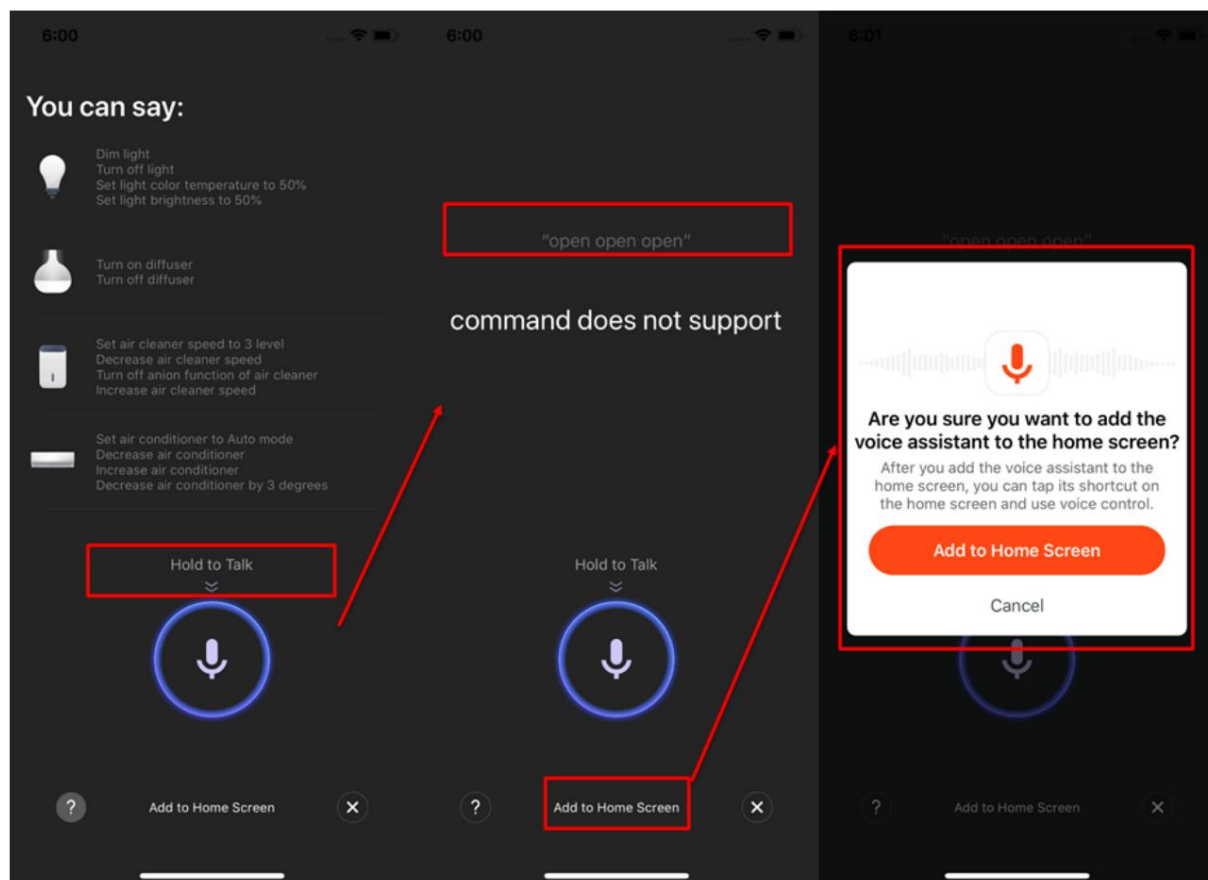 6:00
You can say:
Dim light
Turn off light
Set light color temperature to 50%
Set light brightness to 50%
Turn on diffuser
Turn off diffuser
Set air cleaner speed to 3 level
Decrease air cleaner speed
Turn off anion function of air cleaner
Increase air cleaner speed
Set air conditioner to Auto mode
Decrease air conditioner
Increase air conditioner
Decrease air conditioner by 3 degrees
Hold to Talk
?
Add to Home Screen
6:00
“open open open”
command does not support
Hold to Talk
?
Add to Home Screen
6:01
“open open open”
Are you sure you want to add the
voice assistant to the home screen?
After you add the voice assistant to the
home screen, you can tap its shortcut on
the home screen and use voice control.
Add to Home Screen
Cancel
?
Add to Home Screen